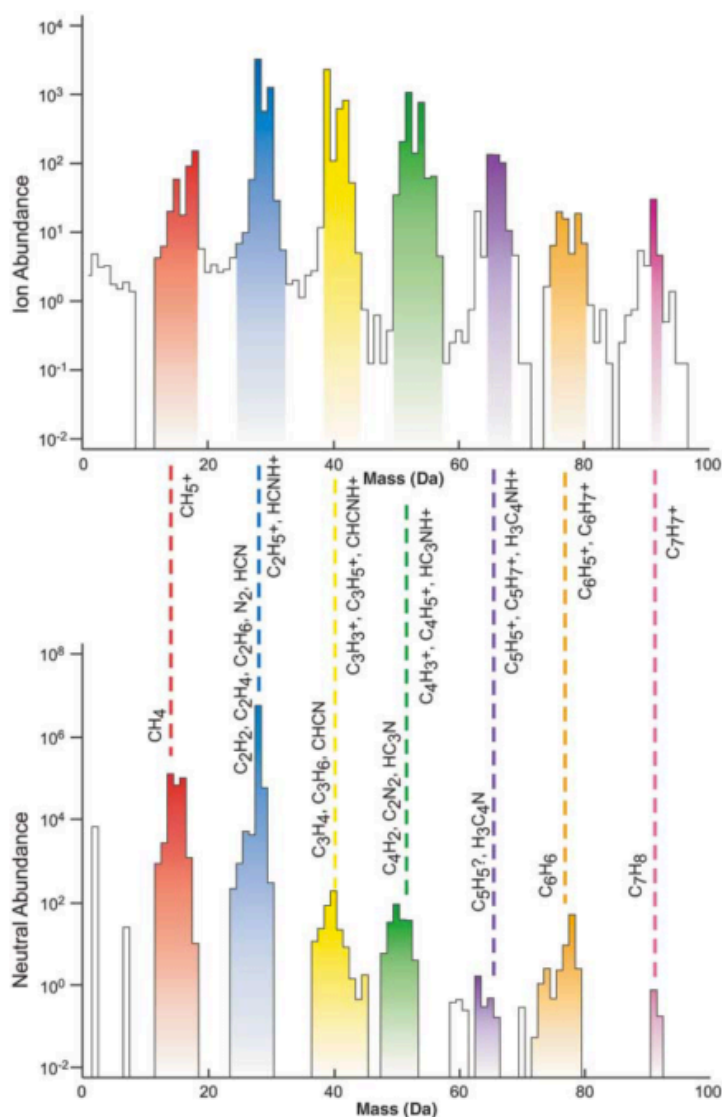 Ion Abundance
10⁴
10³
10²
10¹
10⁰
10⁻¹
10⁻²
0
20
40
60
80
100
Mass (Da)
CH₅+
C₂H₅+, HCNH+
C₃H₃+, C₃H₅+, CHCNH+
C₄H₃+, C₄H₅+, HC₃NH+
C₅H₅+, C₅H₇+, H₃C₄NH+
C₆H₅+, C₆H₇+
C₇H₇+
CH₄
C₂H₂, C₂H₄, C₂H₆, N₂, HCN
C₃H₄, C₃H₆, CHCN
C₄H₂, C₂N₂, HC₃N
C₅H₅?, H₃C₄N
C₆H₆
C₇H₈
Neutral Abundance
10⁸
10⁶
10⁴
10²
10⁰
10⁻²
0
20
40
60
80
100
Mass (Da)